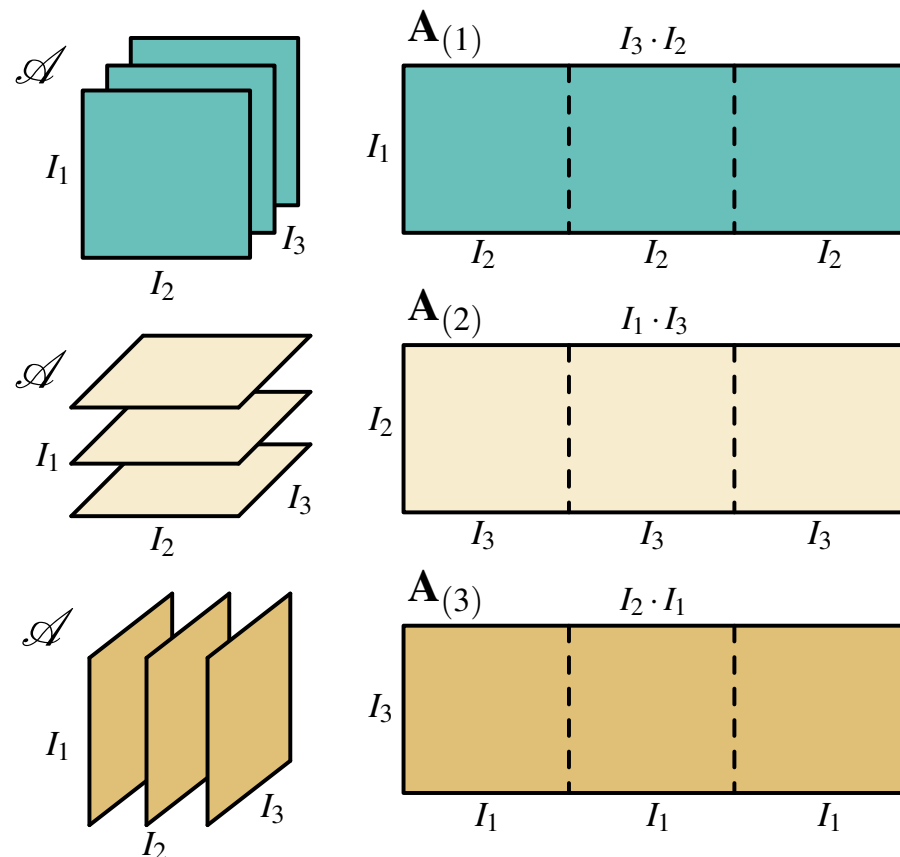 𝒜
I₁
I₂
I₃
A₍₁₎
I₃ · I₂
I₁
I₂ I₂ I₂
𝒜
I₁
I₂
I₃
A₍₂₎
I₁ · I₃
I₂
I₃ I₃ I₃
𝒜
I₁
I₂
I₃
A₍₃₎
I₂ · I₁
I₃
I₁ I₁ I₁